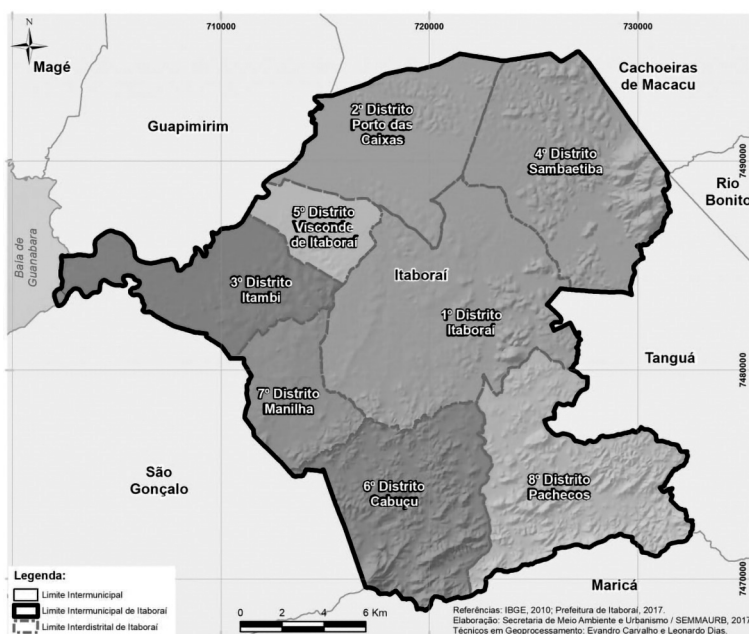 710000
720000
730000
N
Magé
Guapimirim
Cachoeiras
de Macacu
2º Distrito
Porto das
Caixas
4º Distrito
Sambaetiba
7490000
Rio
Bonito
5º Distrito
Visconde
de Itaboraí
Baía de
Guanabara
Itaboraí
3º Distrito
Itambi
1º Distrito
Itaboraí
Tanguá
7480000
7º Distrito
Manilha
São
Gonçalo
6º Distrito
Cabuçu
8º Distrito
Pachecos
7470000
Maricá
Legenda:
Limite Intermunicipal
Limite Intermunicipal de Itaboraí
Limite Interdistrital de Itaboraí
0 2 4 6 Km
Referências: IBGE, 2010; Prefeitura de Itaboraí, 2017.
Elaboração: Secretaria de Meio Ambiente e Urbanismo / SEMMAURB, 201
Técnicos em Geoprocessamento: Evandro Carvalho e Leonardo Dias.